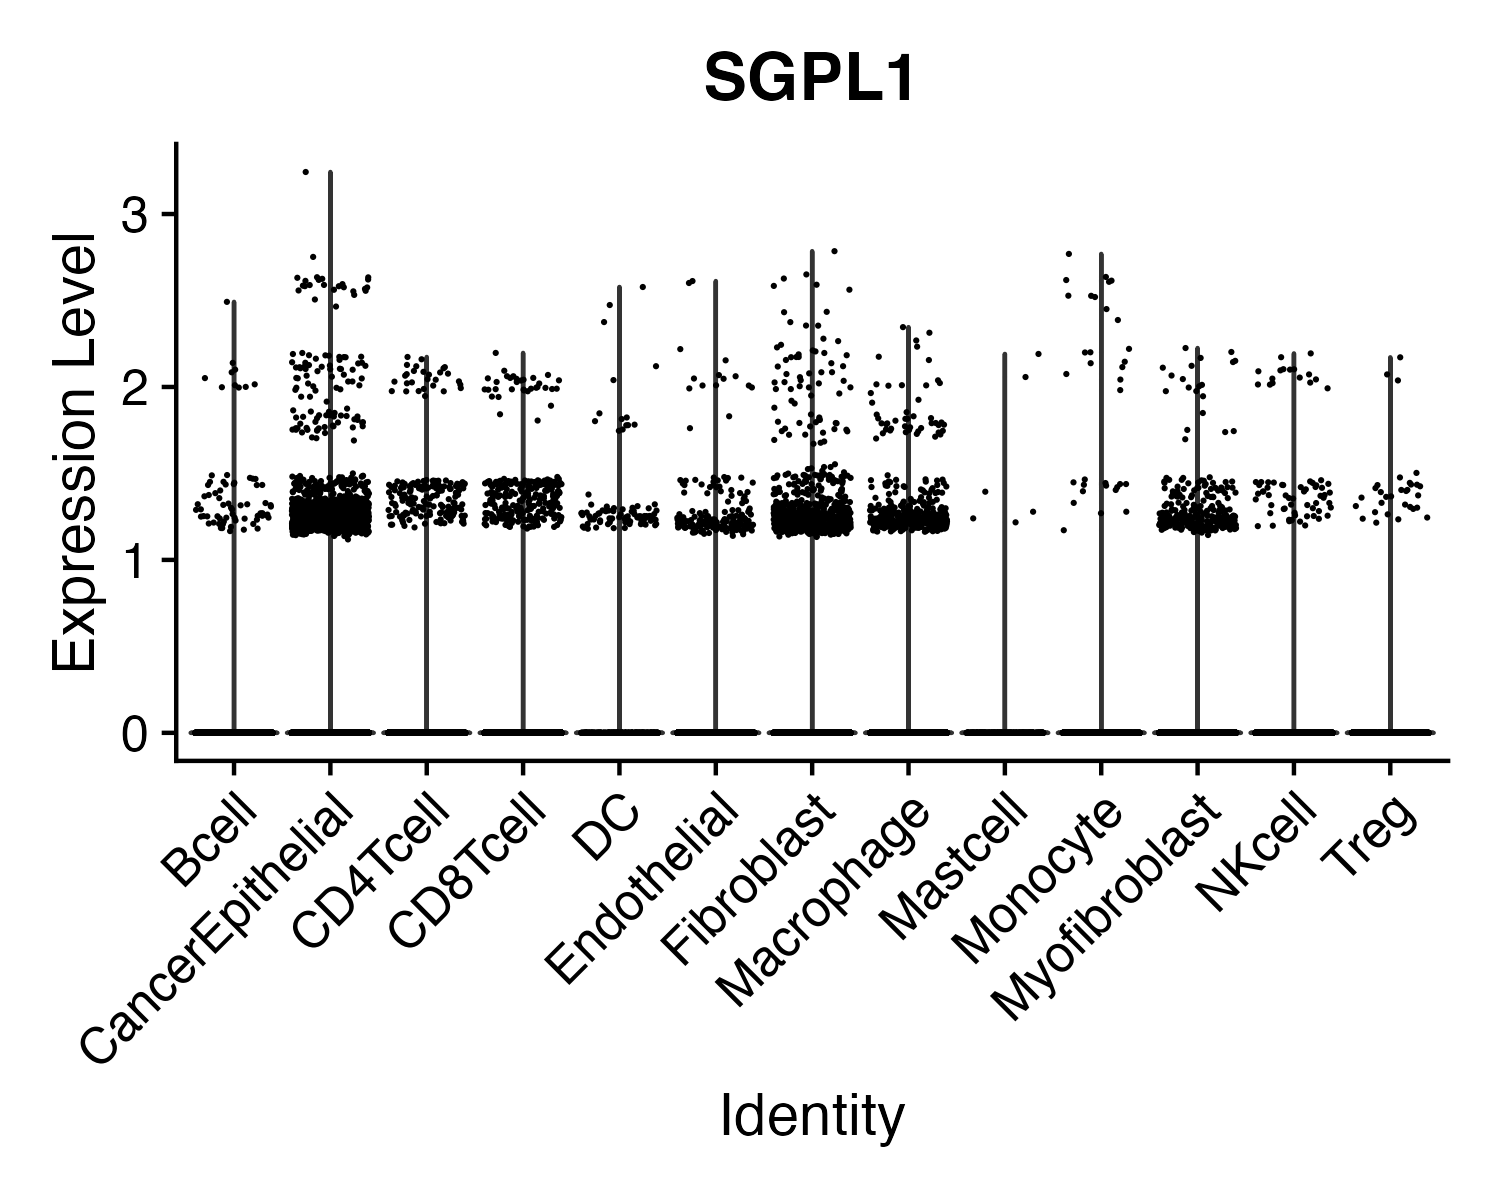 SGPL1
Expression Level
3
2
1
0
Bcell
CancerEpithelial
CD4Tcell
CD8Tcell
DC
Endothelial
Fibroblast
Macrophage
Mastcell
Monocyte
Myofibroblast
NKcell
Treg
Identity